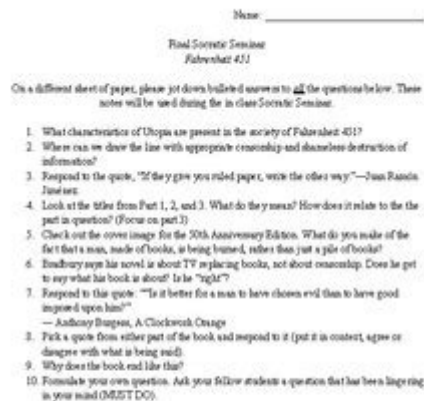 Name: ____________________
Final Socratic Seminar
Fahrenheit 451
On a different sheet of paper, please jot down bulleted answers to all the questions below. These
notes will be used during the in class Socratic Seminar.
1. What characteristics of Utopia are present in the society of Fahrenheit 451?
2. Where can we draw the line with appropriate censorship and shameless destruction of
information?
3. Respond to the quote, "If they give you ruled paper, write the other way."—Juan Ramón
Jiménez
4. Look at the titles from Part 1, 2, and 3. What do they mean? How does it relate to the the
part in question? (Focus on part 3)
5. Check out the cover image for the 50th Anniversary Edition. What do you make of the
fact that a man, made of books, is being burned, rather than just a pile of books?
6. Bradbury says his novel is about TV replacing books, not about censorship. Does he get
to say what his book is about? Is he "right"?
7. Respond to this quote: ""Is it better for a man to have chosen evil than to have good
imposed upon him?"
— Anthony Burgess, A Clockwork Orange
8. Pick a quote from either part of the book and respond to it (put it in context, agree or
disagree with what is being said).
9. Why does the book end like this?
10. Formulate your own question. Ask your fellow students a question that has been lingering
in your mind (MUST DO).